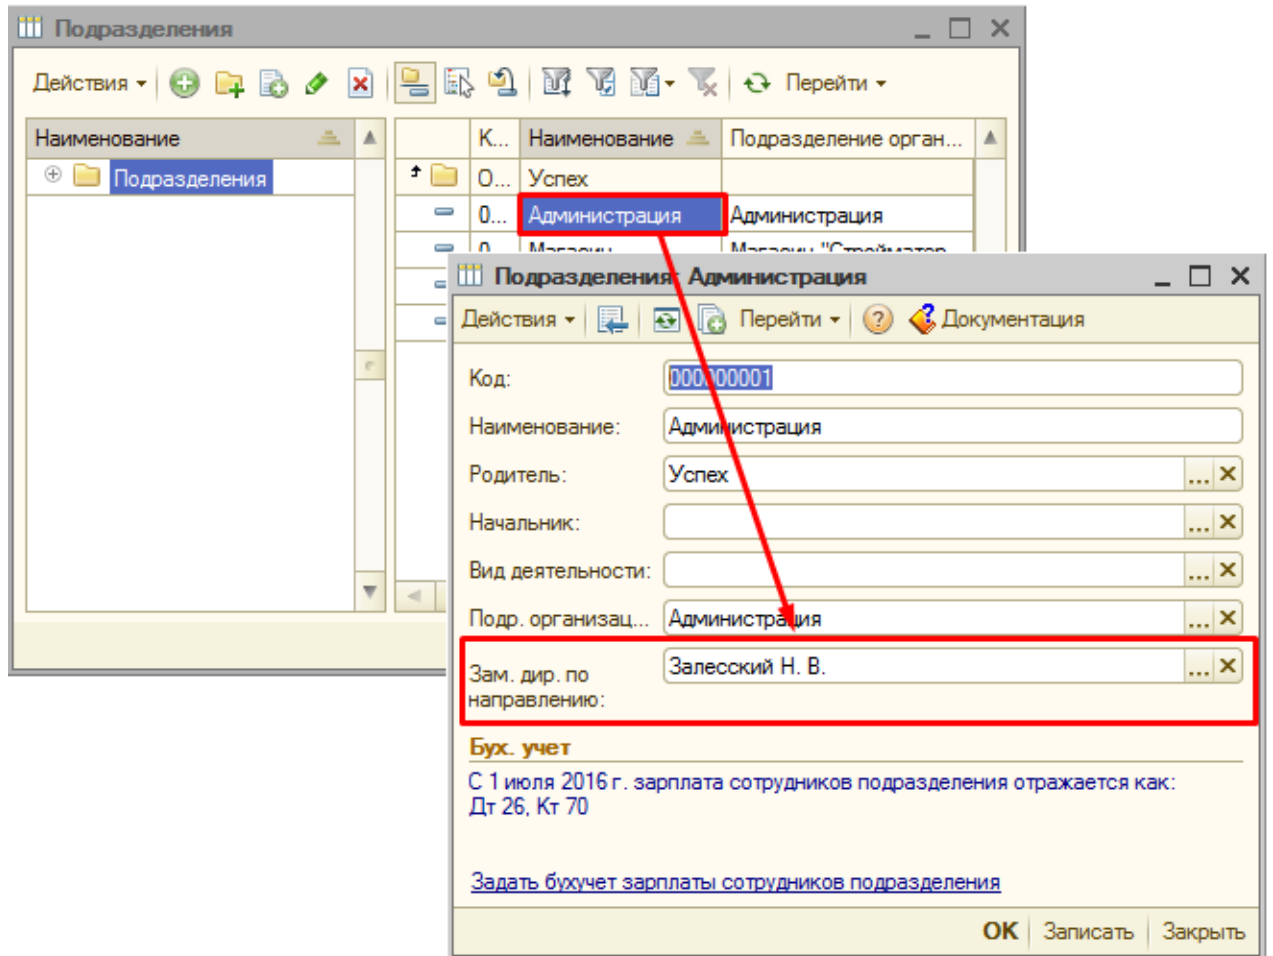 Подразделения
Действия
Перейти
Наименование
К... Наименование Подразделение орган...
Подразделения
О... Успех
0... Администрация Администрация
Подразделения: Администрация
Действия Перейти ? Документация
Код: 000000001
Наименование: Администрация
Родитель: Успех ...
Начальник: ...
Вид деятельности: ...
Подр. организац... Администрация ...
Зам. дир. по
направлению:
Залесский Н. В. ...
Бух. учет
С 1 июля 2016 г. зарплата сотрудников подразделения отражается как:
Дт 26, Кт 70
Задать бухучет зарплаты сотрудников подразделения
OK Записать Закрыть